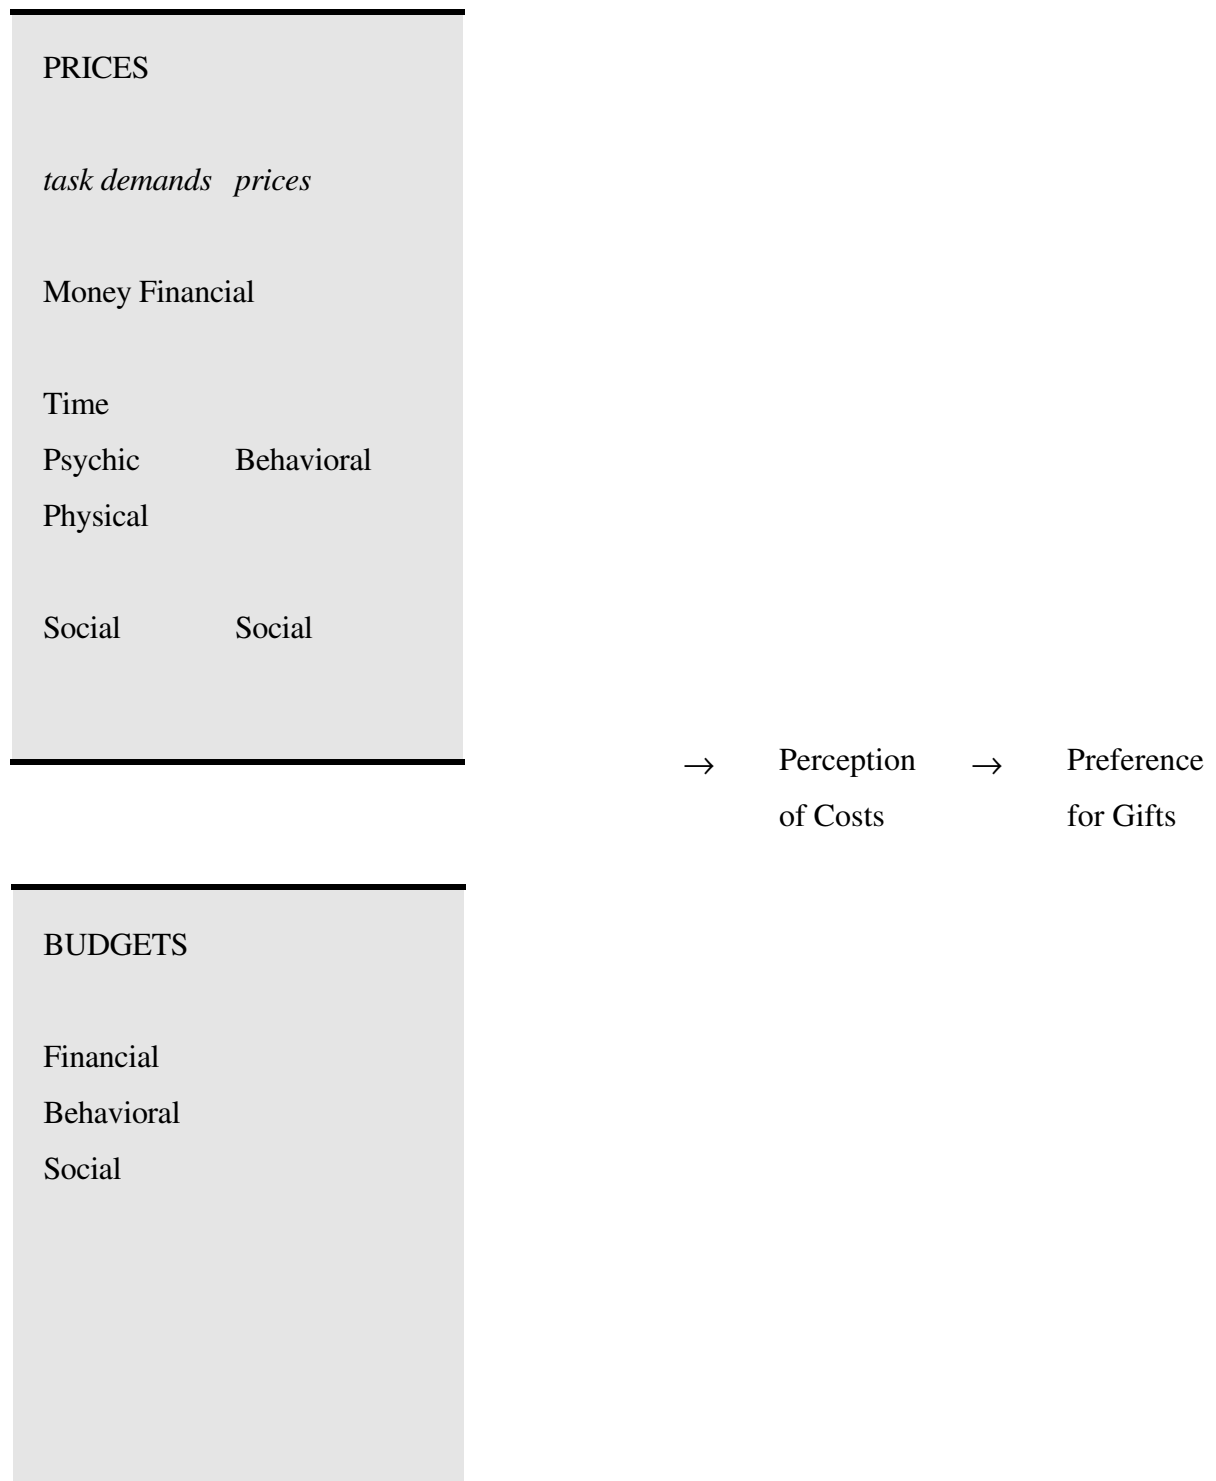 PRICES
task demands prices
Money Financial
Time
Psychic Behavioral
Physical
Social Social
→ Perception → Preference
of Costs for Gifts
BUDGETS
Financial
Behavioral
Social